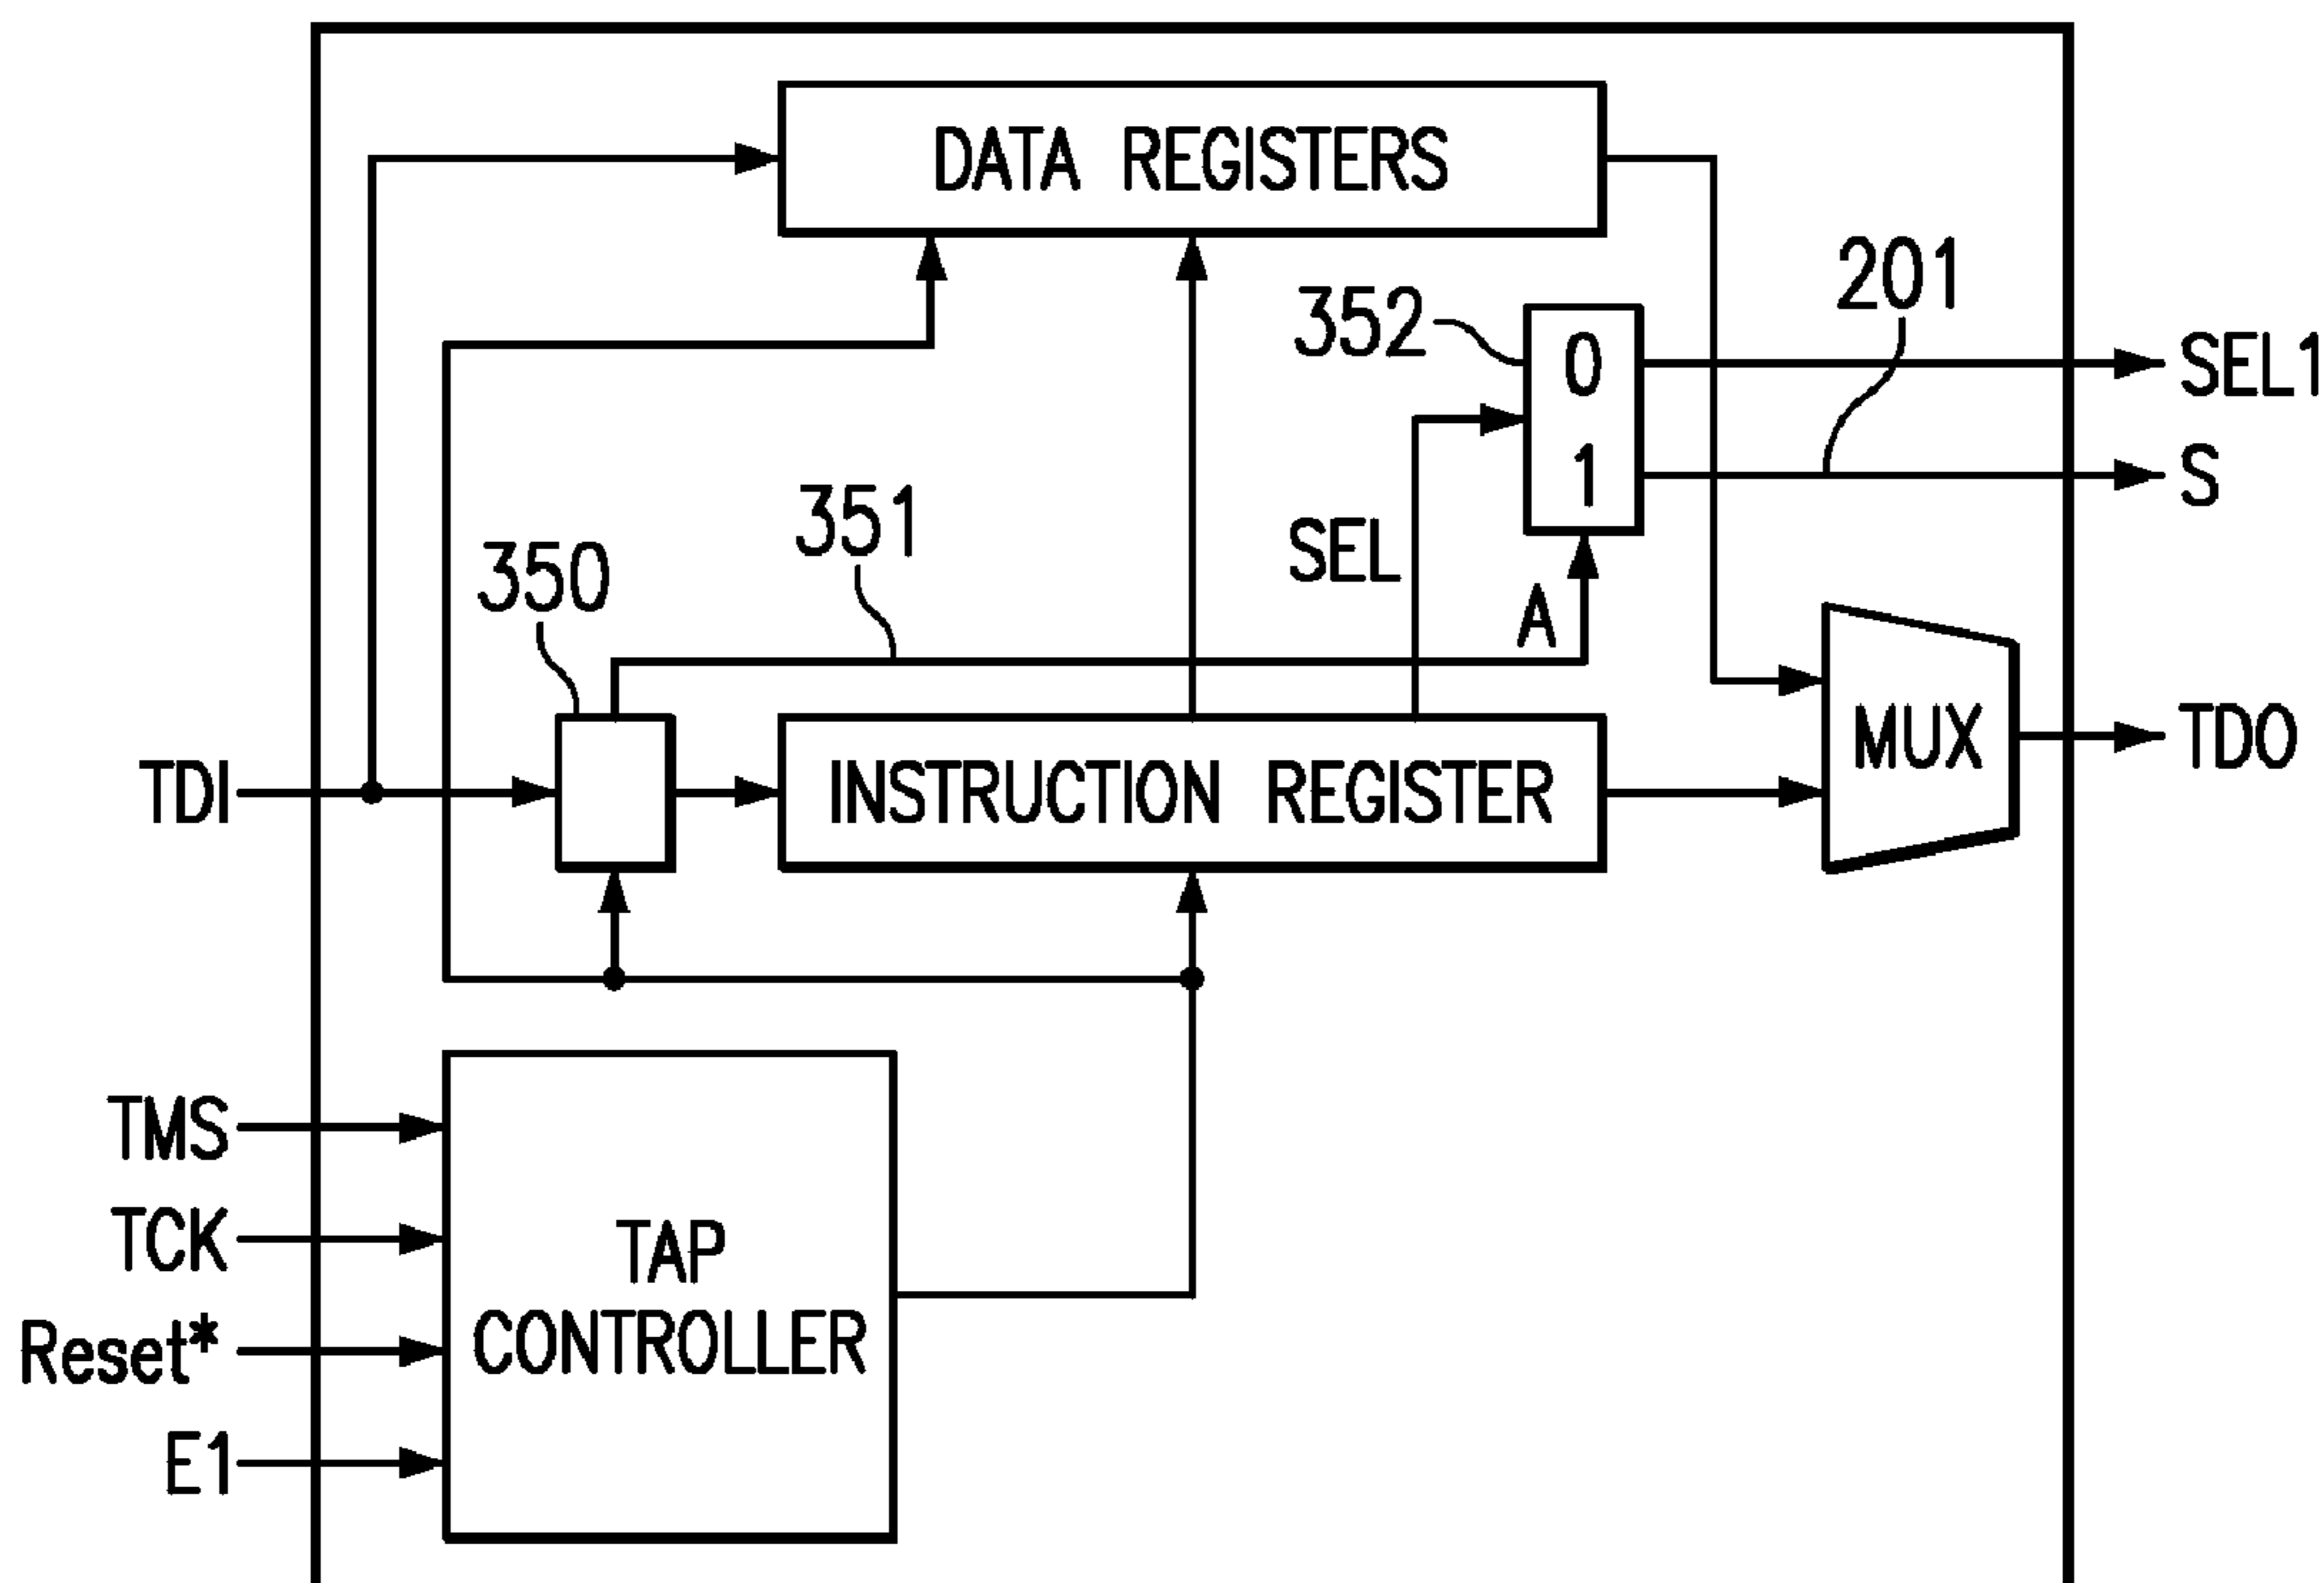 DATA REGISTERS
201
352
0
SEL1
1
S
351
SEL
350
A
MUX
TDO
TDI
INSTRUCTION REGISTER
TMS
TCK
TAP
CONTROLLER
Reset*
E1